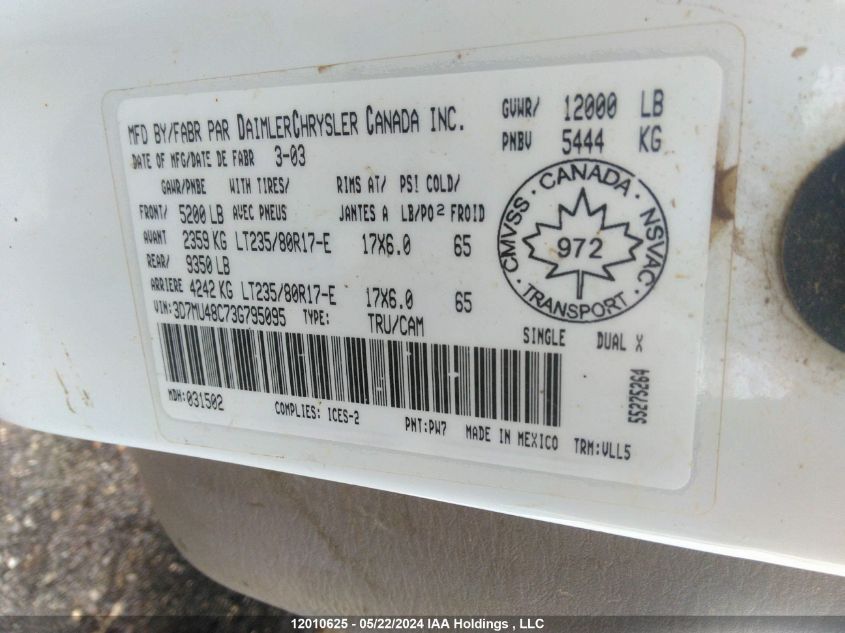 MFD BY/FABR PAR DAIMLERCHRYSLER CANADA INC.
GVWR/ 12000 LB
PNBV 5444 KG
DATE OF MFG/DATE DE FABR 3-03
GAWR/PNBE WITH TIRES/ RIMS AT/ PSI COLD/
FRONT/ 5200 LB AVEC PNEUS JANTES A LB/PO2 FROID
AVANT 2359 KG LT235/80R17-E 17X6.0 65
REAR/ 9350 LB
ARRIERE 4242 KG LT235/80R17-E 17X6.0 65
CMVSS · CANADA · NSVAC · TRANSPORT ·
972
VIN: 3D7MU48C73G795095 TYPE: TRU/CAM SINGLE DUAL X
55275264
MDH: 031502 COMPLIES: ICES-2 PNT: PW7 MADE IN MEXICO TRM: VLL5
12010625 - 05/22/2024 IAA Holdings , LLC